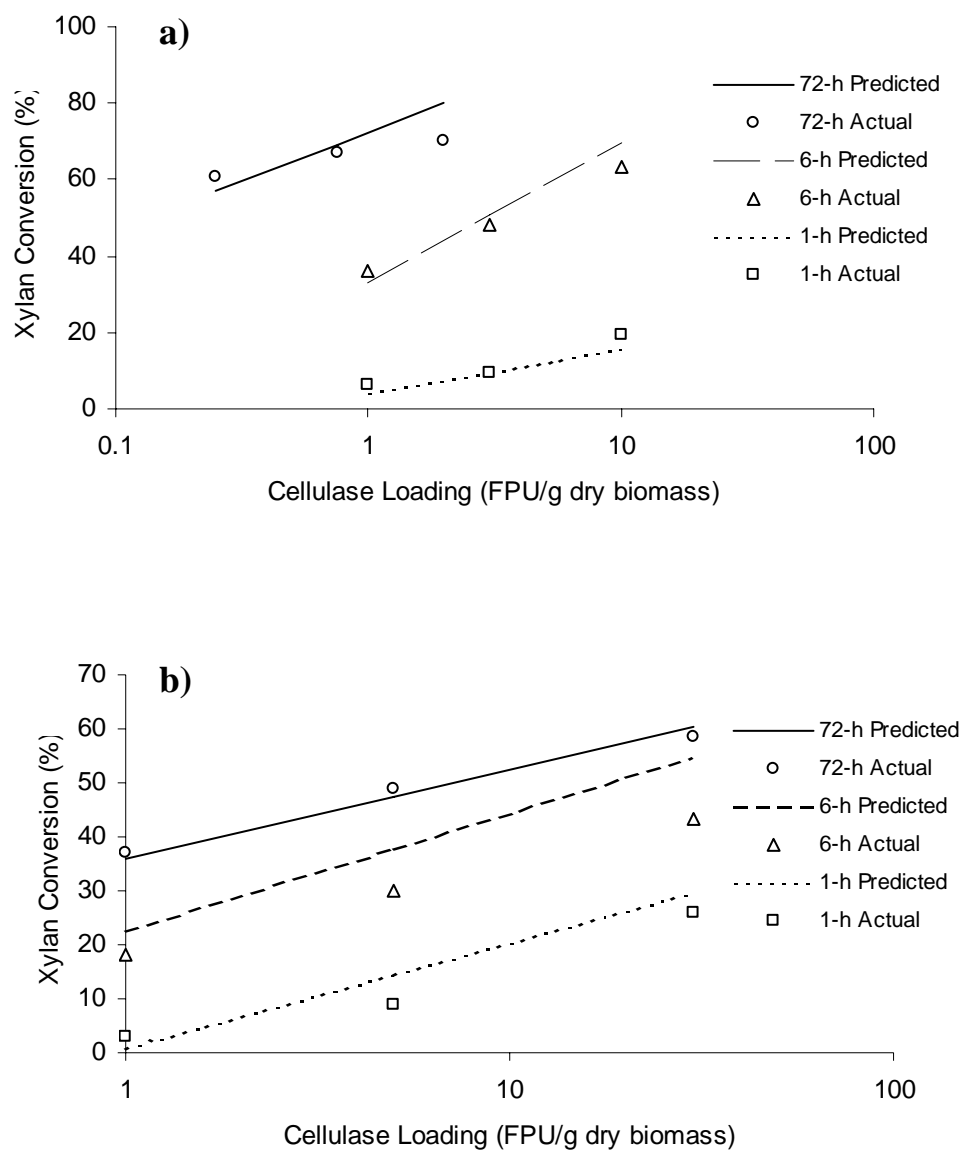 a)
100
80
60
40
20
0
Xylan Conversion (%)
0.1 1 10 100
Cellulase Loading (FPU/g dry biomass)
72-h Predicted
72-h Actual
6-h Predicted
6-h Actual
1-h Predicted
1-h Actual
b)
70
60
50
40
30
20
10
0
Xylan Conversion (%)
1 10 100
Cellulase Loading (FPU/g dry biomass)
72-h Predicted
72-h Actual
6-h Predicted
6-h Actual
1-h Predicted
1-h Actual